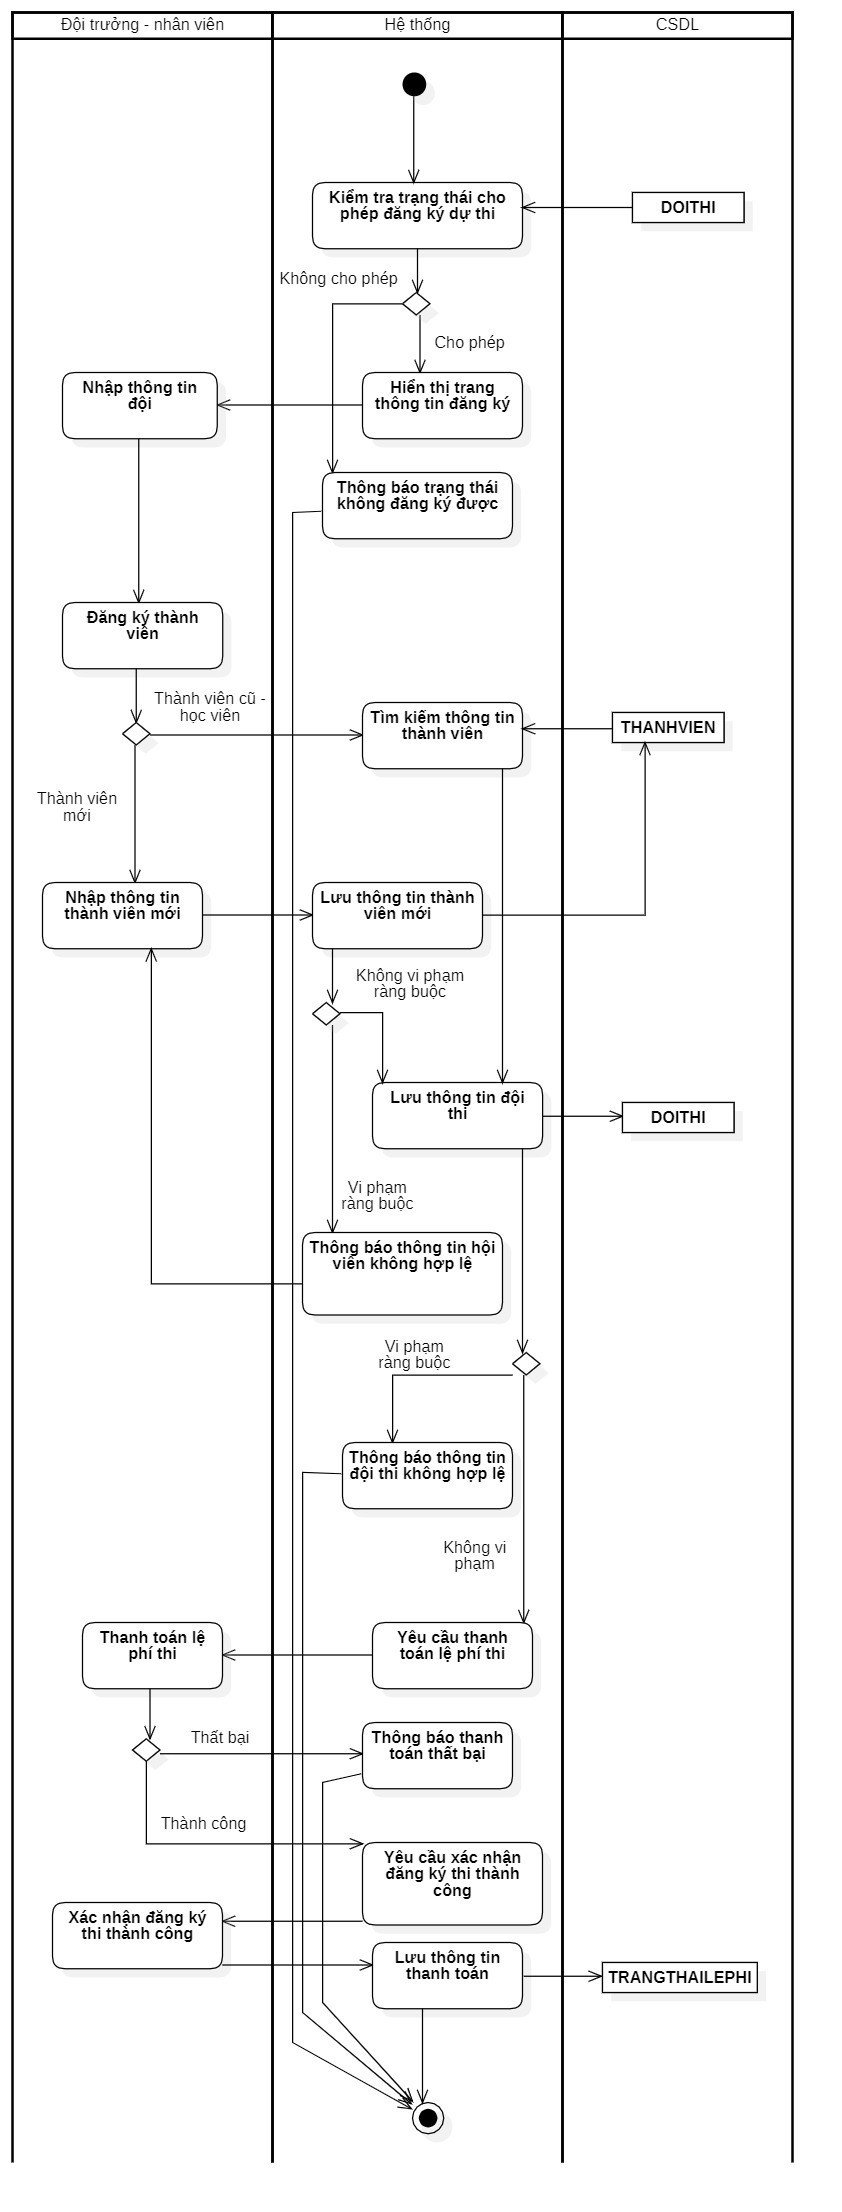 Đội trưởng - nhân viên
Hệ thống
CSDL
Kiểm tra trạng thái cho
phép đăng ký dự thi
DOITHI
Không cho phép
Cho phép
Nhập thông tin
đội
Hiển thị trang
thông tin đăng ký
Thông báo trạng thái
không đăng ký được
Đăng ký thành
viên
Thành viên cũ -
học viên
Tìm kiếm thông tin
thành viên
THANHVIEN
Thành viên
mới
Nhập thông tin
thành viên mới
Lưu thông tin thành
viên mới
Không vi phạm
ràng buộc
Lưu thông tin đội
thi
DOITHI
Vi phạm
ràng buộc
Thông báo thông tin hội
viên không hợp lệ
Vi phạm
ràng buộc
Thông báo thông tin
đội thi không hợp lệ
Không vi
phạm
Thanh toán lệ
phí thi
Yêu cầu thanh
toán lệ phí thi
Thất bại
Thông báo thanh
toán thất bại
Thành công
Yêu cầu xác nhận
đăng ký thi thành
công
Xác nhận đăng ký
thi thành công
Lưu thông tin
thanh toán
TRANGTHAILEPHI